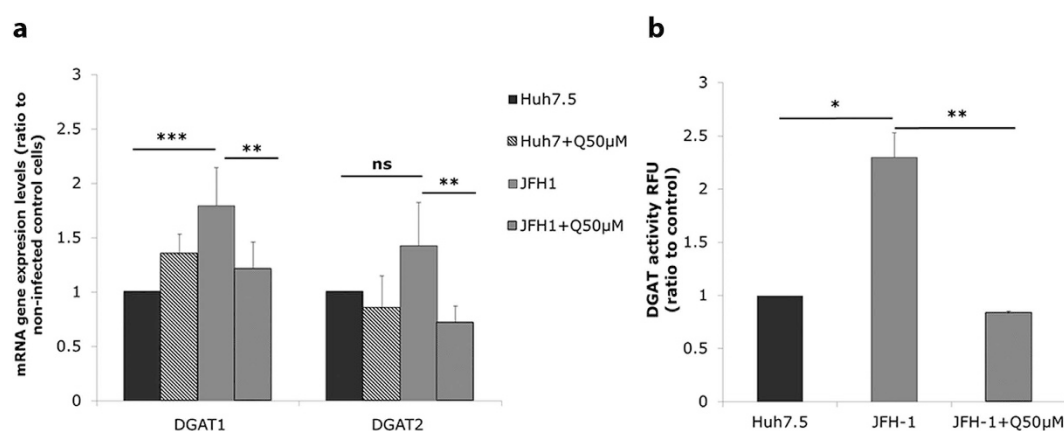 a
mRNA gene expression levels (ratio to
non-infected control cells)
3
2.5
2
1.5
1
0.5
0
***
**
ns
**
DGAT1
DGAT2
Huh7.5
Huh7+Q50µM
JFH1
JFH1+Q50µM
b
DGAT activity RFU
(ratio to control)
3
2.5
2
1.5
1
0.5
0
*
**
Huh7.5
JFH-1
JFH-1+Q50µM